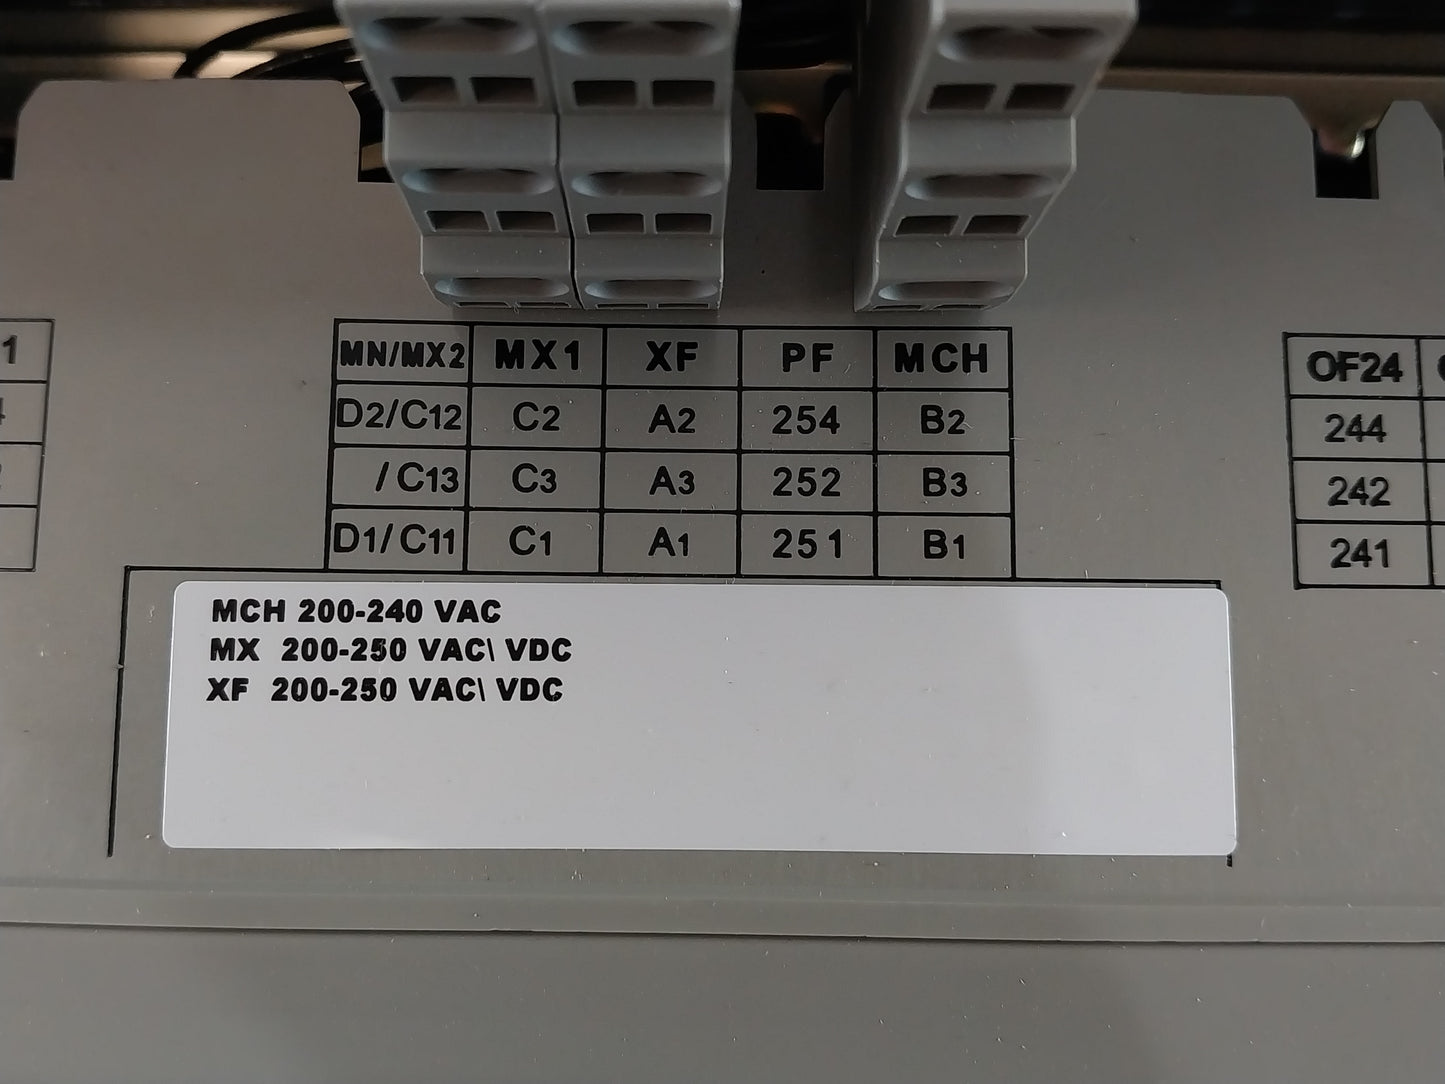 1
MN/MX2 MX1 XF PF MCH
OF24
D2/C12 C2 A2 254 B2
244
/C13 C3 A3 252 B3
242
D1/C11 C1 A1 251 B1
241
MCH 200-240 VAC
MX 200-250 VAC\ VDC
XF 200-250 VAC\ VDC